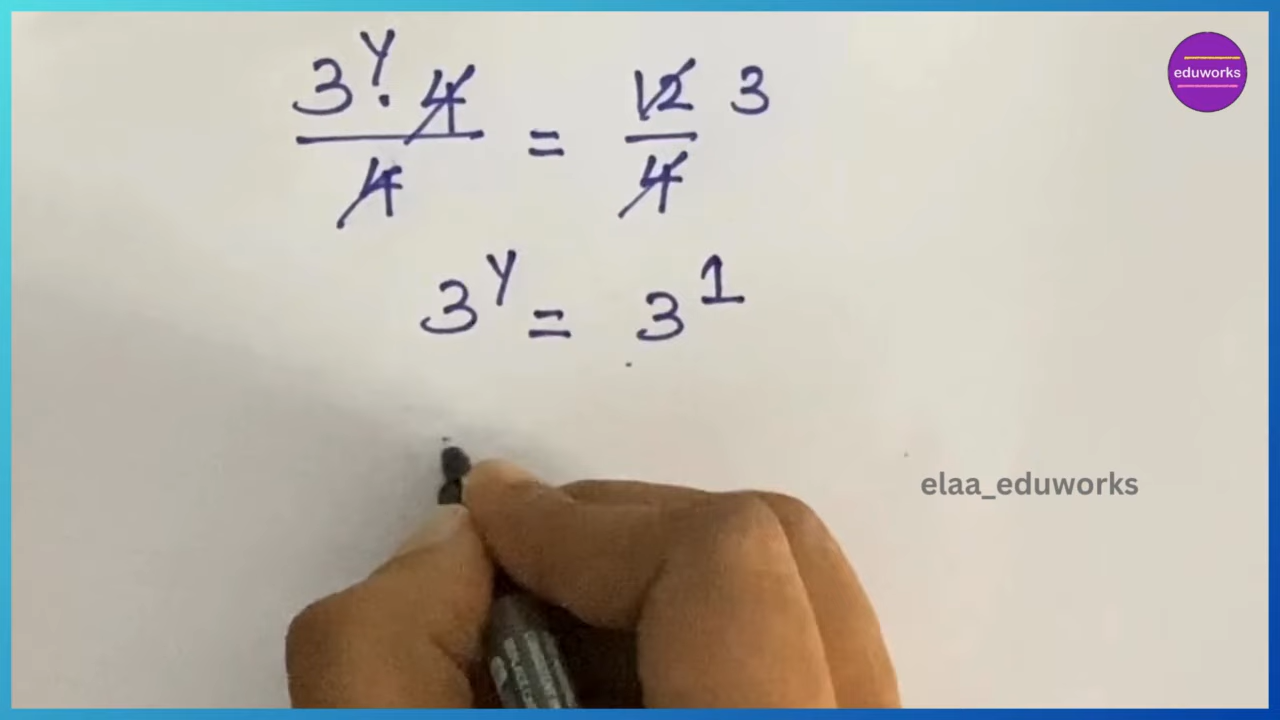 3^y · 4 / 4 = 12 / 4 3
3^y = 3^1
eduworks
elaa_eduworks